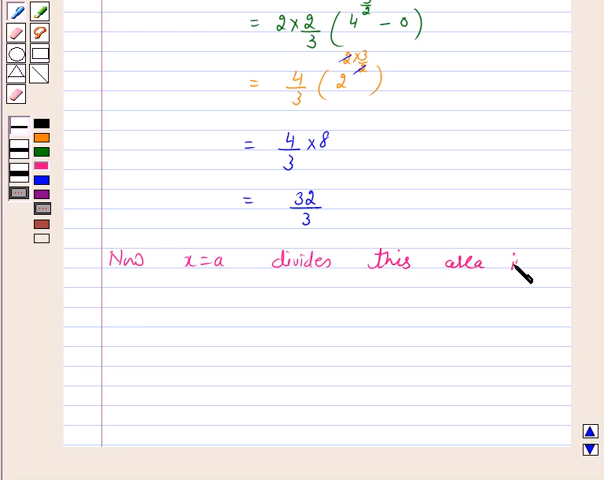 = 2 × 2/3 ( 4^3/2 − 0 )
= 4/3 ( 2^2×3/2 )
= 4/3 × 8
= 32/3
Now x = a divides this area i